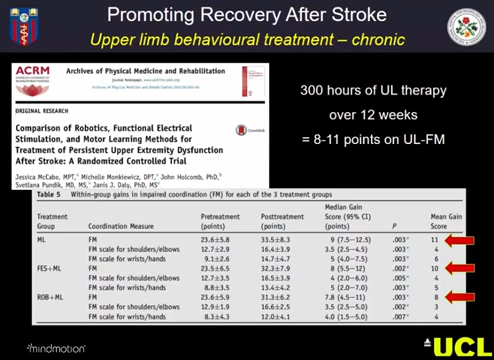 Promoting Recovery After Stroke
Upper limb behavioural treatment – chronic
ACRM
Archives of Physical Medicine and Rehabilitation
ORIGINAL RESEARCH
Comparison of Robotics, Functional Electrical
Stimulation, and Motor Learning Methods for
Treatment of Persistent Upper Extremity Dysfunction
After Stroke: A Randomized Controlled Trial
Jessica McCabe, MPT, Michelle Monkiewicz, DPT, John Holcomb, PhD,
Svetlana Pundik, MD, MS, Janis J. Daly, PhD, MS
CrossMark
300 hours of UL therapy
over 12 weeks
= 8-11 points on UL-FM
Table 5 Within-group gains in impaired coordination (FM) for each of the 3 treatment groups
Treatment Group Coordination Measure Pretreatment (points) Posttreatment (points) Median Gain Score (95% CI) (points) P Mean Gain Score
ML FM 23.6±5.8 33.5±8.3 9 (7.5–12.5) .003* 11
FM scale for shoulders/elbows 12.7±2.9 16.4±3.9 3.5 (2.5–4.5) .003* 4
FM scale for wrists/hands 9.1±2.6 14.7±4.7 5 (4.0–7.5) .003* 6
FES+ML FM 23.5±6.5 32.3±7.9 8 (5.5–12) .002* 10
FM scale for shoulders/elbows 12.7±3.5 16.5±3.9 4 (2.0–6.0) .005* 4
FM scale for wrists/hands 8.8±3.5 13.4±4.2 5 (2.0–7.0) .003* 5
ROB+ML FM 23.6±5.9 31.3±6.2 7.8 (4.5–11) .003* 8
FM scale for shoulders/elbows 12.9±1.9 16.6±2.5 3.5 (2.5–5.0) .002* 3
FM scale for wrists/hands 8.3±4.3 12.0±4.1 4.0 (1.5–5.0) .007* 4
mindmotion
UCL